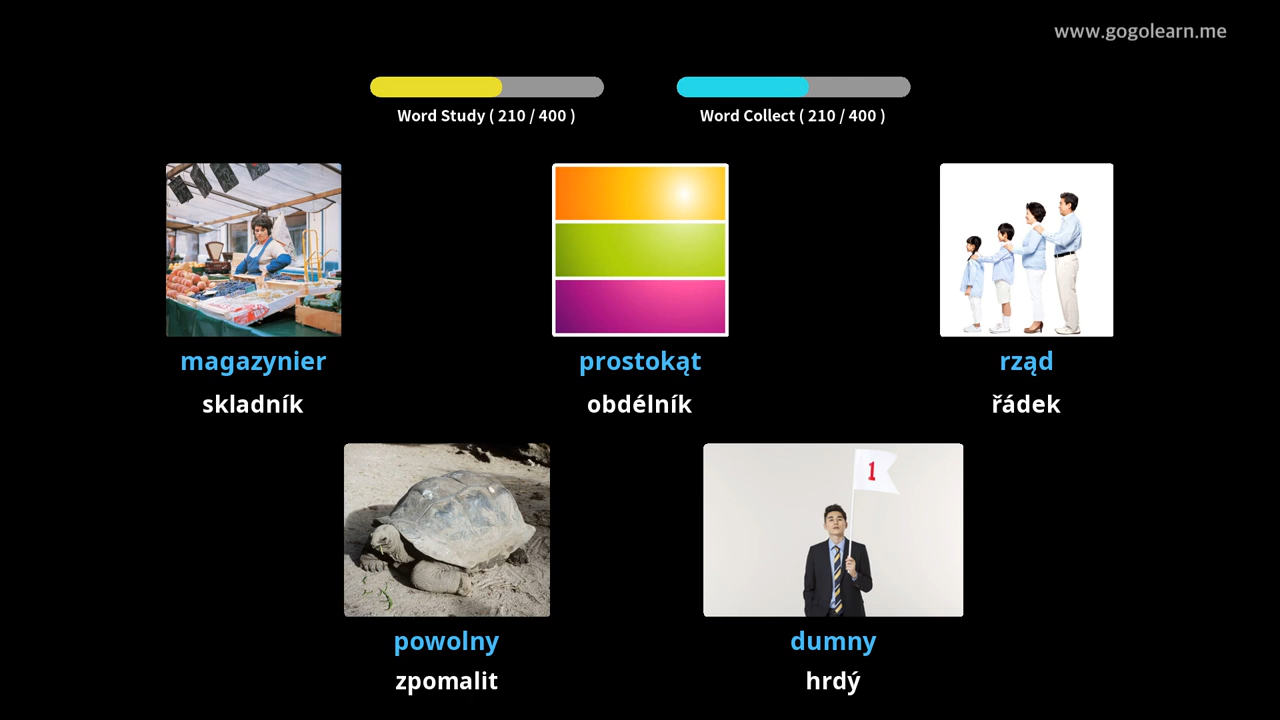 www.gogolearn.me
Word Study ( 210 / 400 )
Word Collect ( 210 / 400 )
magazynier
skladník
prostokąt
obdélník
rząd
řádek
powolny
zpomalit
1
dumny
hrdý